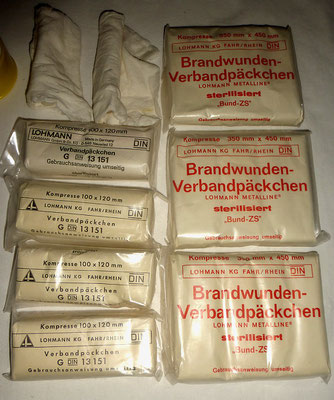 Kompresse 100 x 120 mm
LOHMANN
DIN
Verbandpäckchen
G DIN 13 151
Gebrauchsanweisung umseitig
Kompresse 100 x 120 mm
LOHMANN KG FAHR/RHEIN DIN
Verbandpäckchen
G DIN 13 151
Kompresse 100 x 120 mm
LOHMANN KG FAHR/RHEIN DIN
Verbandpäckchen
G DIN 13 151
Kompresse 100 x 120 mm
LOHMANN KG FAHR/RHEIN DIN
Verbandpäckchen
G DIN 13 151
Gebrauchsanweisung umseitig
Kompresse 350 mm x 450 mm
LOHMANN KG FAHR/RHEIN DIN
Brandwunden-
Verbandpäckchen
LOHMANN METALLINE®
sterilisiert
"Bund-ZS"
Kompresse 350 mm x 450 mm
LOHMANN KG FAHR/RHEIN DIN
Brandwunden-
Verbandpäckchen
LOHMANN METALLINE®
sterilisiert
"Bund-ZS"
Gebrauchsanweisung umseitig
Kompresse 350 mm x 450 mm
LOHMANN KG FAHR/RHEIN DIN
Brandwunden-
Verbandpäckchen
LOHMANN METALLINE®
sterilisiert
"Bund-ZS"
Gebrauchsanweisung umseitig